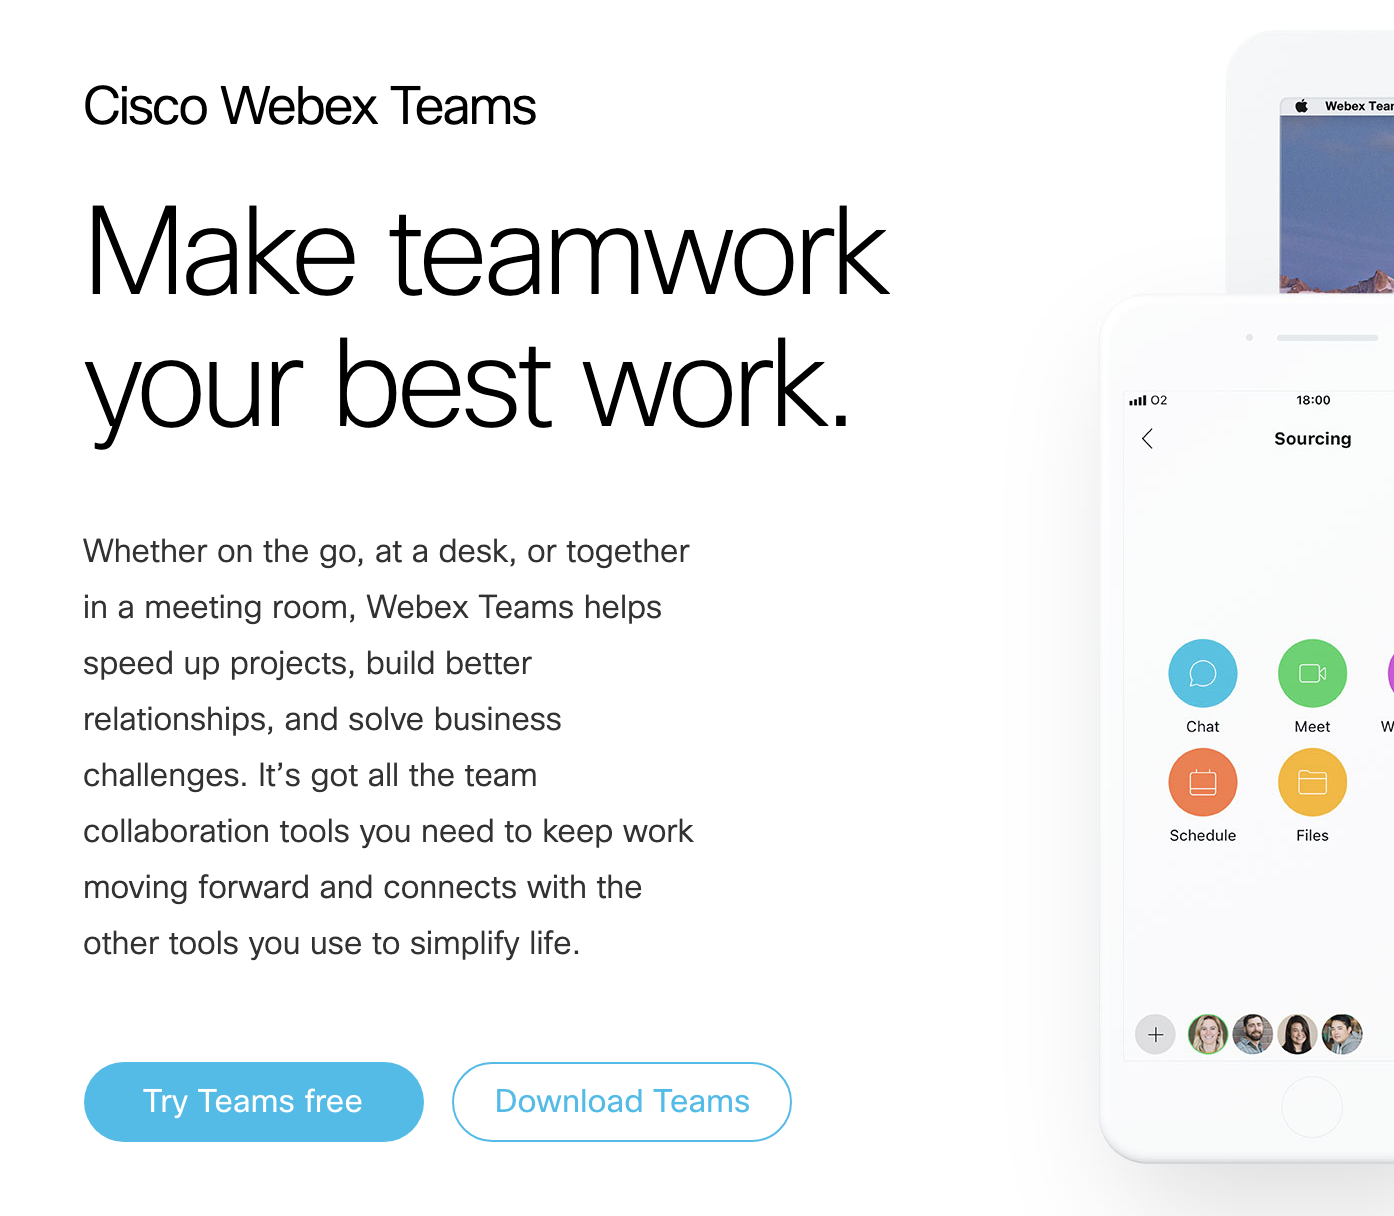 Cisco Webex Teams
Make teamwork
your best work.
Whether on the go, at a desk, or together
in a meeting room, Webex Teams helps
speed up projects, build better
relationships, and solve business
challenges. It’s got all the team
collaboration tools you need to keep work
moving forward and connects with the
other tools you use to simplify life.
Try Teams free
Download Teams
Webex Tear
O2
18:00
Sourcing
Chat
Meet
W
Schedule
Files